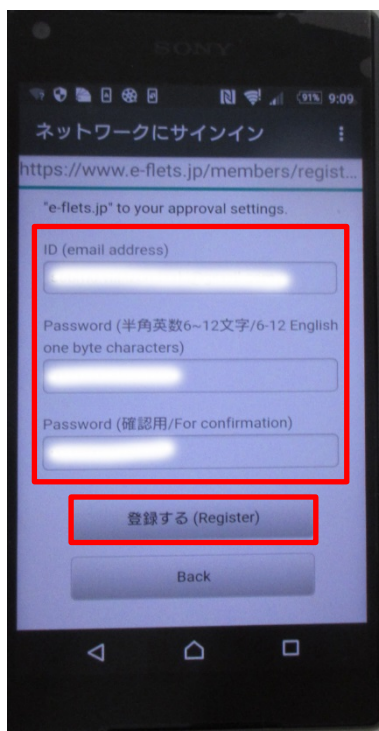 SONY
91% 9:09
ネットワークにサインイン
https://www.e-flets.jp/members/regist...
"e-flets.jp" to your approval settings.
ID (email address)
Password (半角英数6~12文字/6-12 English
one byte characters)
Password (確認用/For confirmation)
登録する (Register)
Back